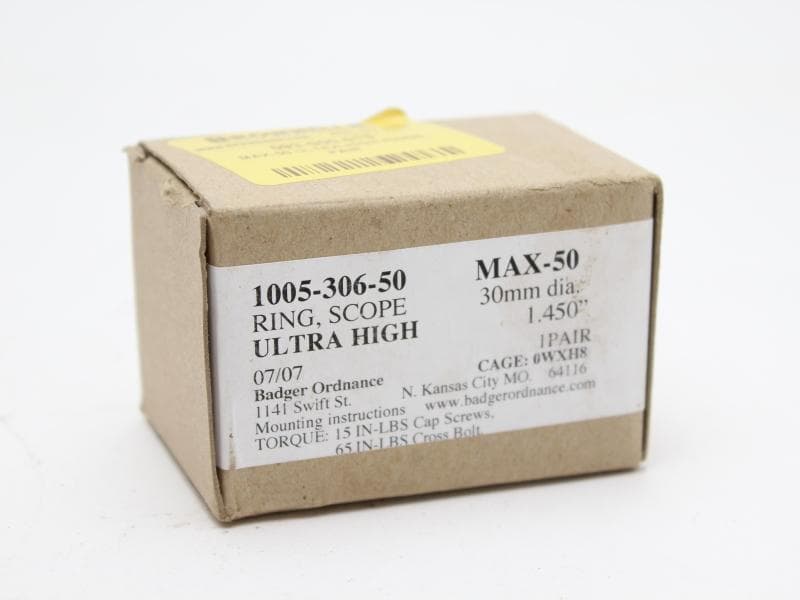 1005-306-50 MAX-50
RING, SCOPE 30mm dia.
ULTRA HIGH 1.450”
1PAIR
07/07 CAGE: 0WXH8
Badger Ordnance
1141 Swift St. N. Kansas City MO. 64116
Mounting instructions www.badgerordnance.com
TORQUE: 15 IN-LBS Cap Screws,
65 IN-LBS Cross Bolt